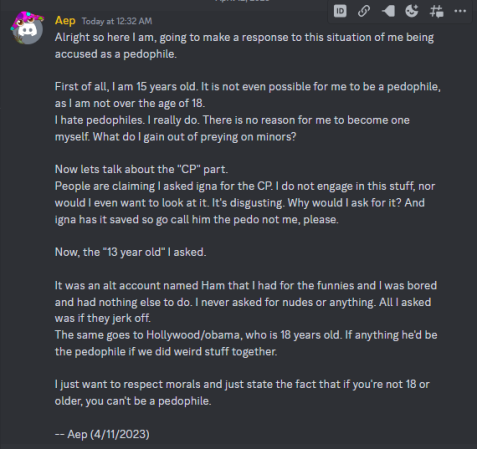 Aep Today at 12:32 AM
Alright so here I am, going to make a response to this situation of me being
accused as a pedophile.
First of all, I am 15 years old. It is not even possible for me to be a pedophile,
as I am not over the age of 18.
I hate pedophiles. I really do. There is no reason for me to become one
myself. What do I gain out of preying on minors?
Now lets talk about the "CP" part.
People are claiming I asked igna for the CP. I do not engage in this stuff, nor
would I even want to look at it. It's disgusting. Why would I ask for it? And
igna has it saved so go call him the pedo not me, please.
Now, the "13 year old" I asked.
It was an alt account named Ham that I had for the funnies and I was bored
and had nothing else to do. I never asked for nudes or anything. All I asked
was if they jerk off.
The same goes to Hollywood/obama, who is 18 years old. If anything he'd be
the pedophile if we did weird stuff together.
I just want to respect morals and just state the fact that if you're not 18 or
older, you can't be a pedophile.
-- Aep (4/11/2023)